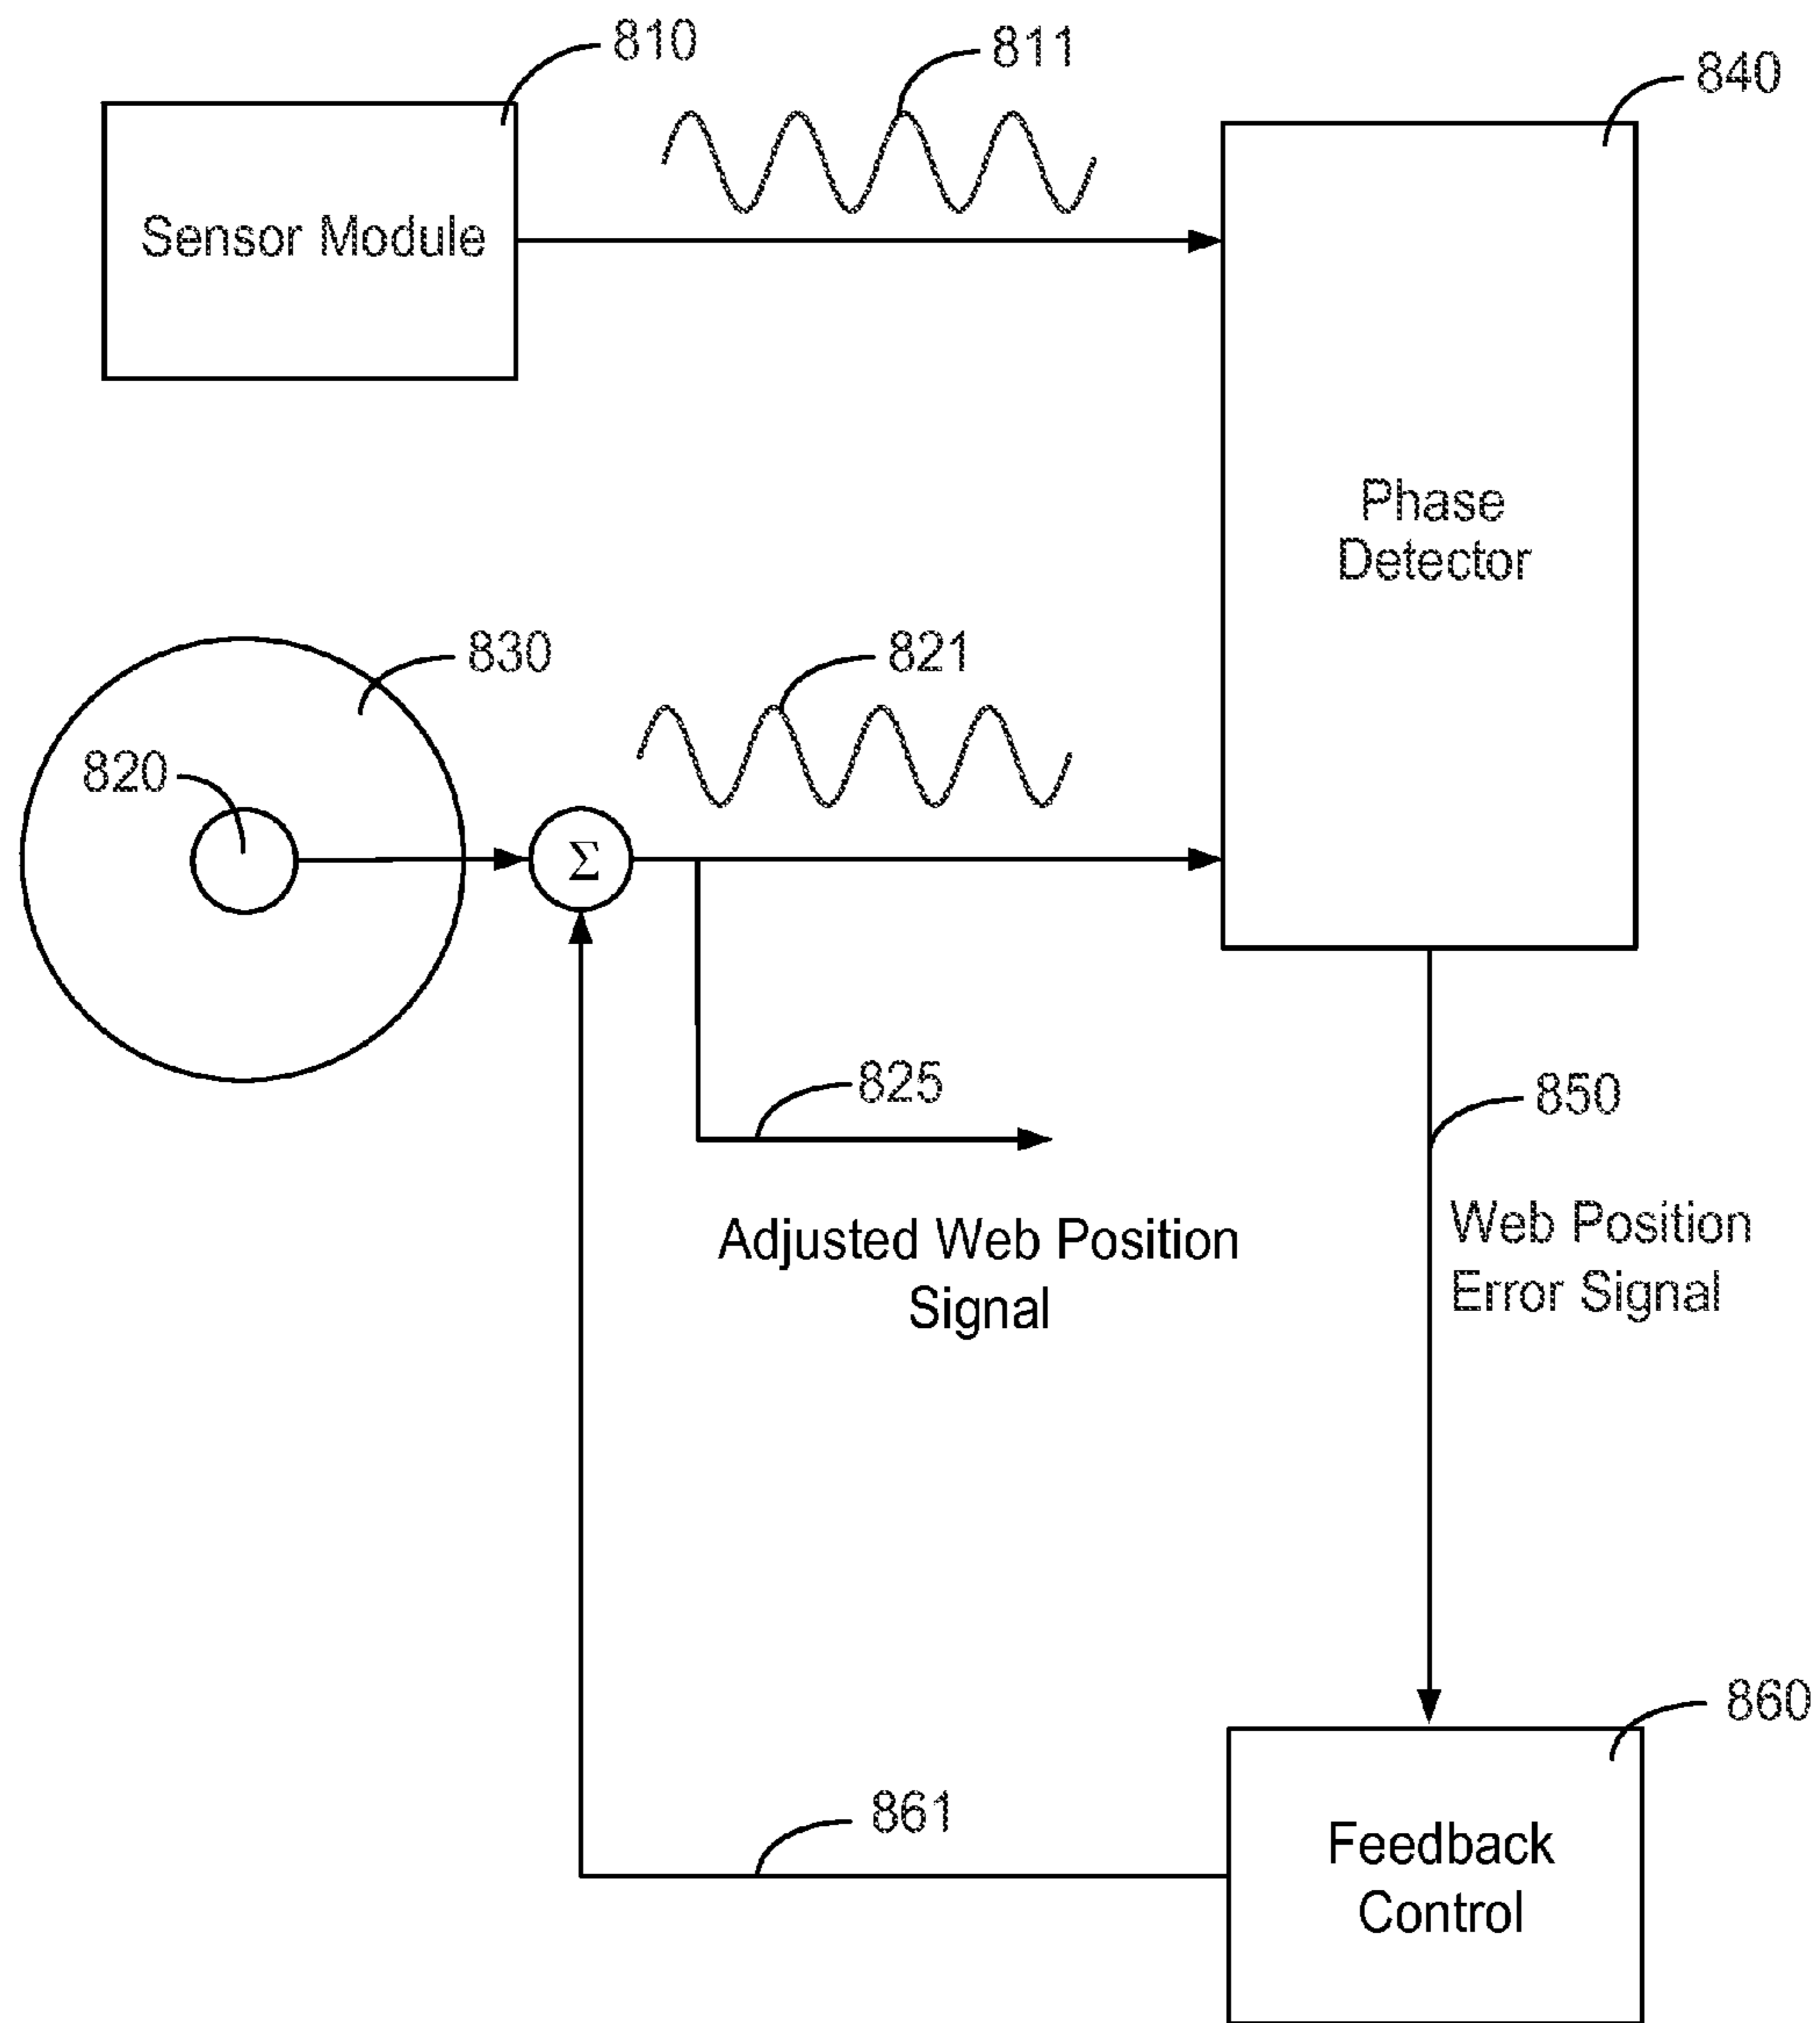 810
811
840
Sensor Module
Phase
Detector
830
821
820
Σ
825
850
Adjusted Web Position
Signal
Web Position
Error Signal
860
861
Feedback
Control